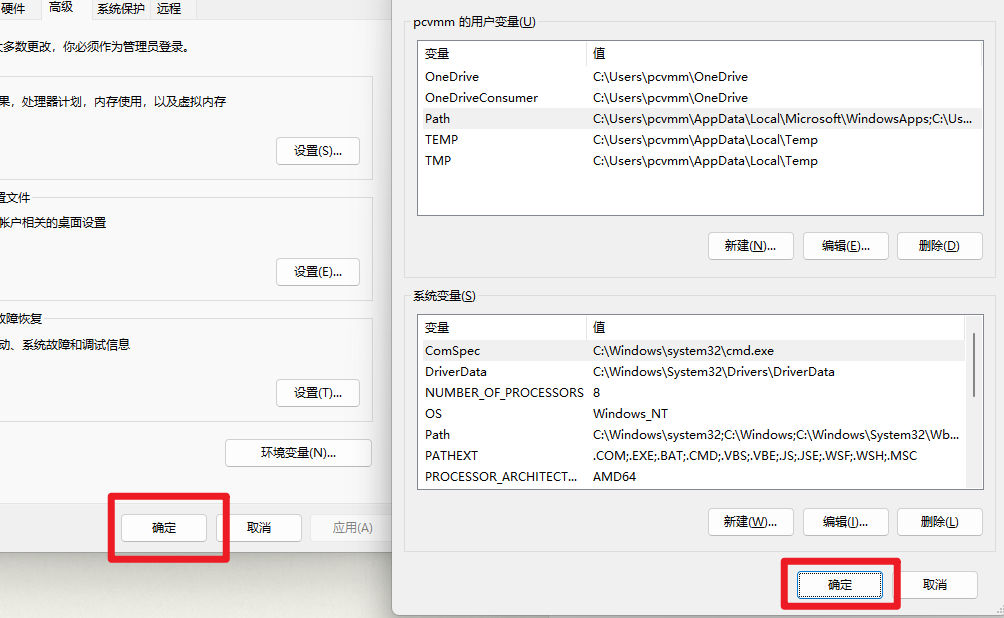 硬件 高级 系统保护 远程
大多数更改，你必须作为管理员登录。
果，处理器计划，内存使用，以及虚拟内存
设置(S)...
置文件
帐户相关的桌面设置
设置(E)...
故障恢复
动、系统故障和调试信息
设置(T)...
环境变量(N)...
确定 取消 应用(A)
pcvmm 的用户变量(U)
变量 值
OneDrive C:\Users\pcvmm\OneDrive
OneDriveConsumer C:\Users\pcvmm\OneDrive
Path C:\Users\pcvmm\AppData\Local\Microsoft\WindowsApps;C:\Us...
TEMP C:\Users\pcvmm\AppData\Local\Temp
TMP C:\Users\pcvmm\AppData\Local\Temp
新建(N)... 编辑(E)... 删除(D)
系统变量(S)
变量 值
ComSpec C:\Windows\system32\cmd.exe
DriverData C:\Windows\System32\Drivers\DriverData
NUMBER_OF_PROCESSORS 8
OS Windows_NT
Path C:\Windows\system32;C:\Windows;C:\Windows\System32\Wb...
PATHEXT .COM;.EXE;.BAT;.CMD;.VBS;.VBE;.JS;.JSE;.WSF;.WSH;.MSC
PROCESSOR_ARCHITECT... AMD64
新建(W)... 编辑(I)... 删除(L)
确定 取消